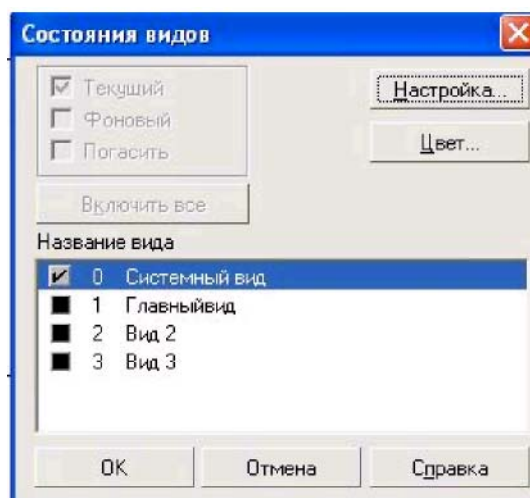 Состояния видов
Текущий
Настройка...
Фоновый
Погасить
Цвет...
Включить все
Название вида
0 Системный вид
1 Главныйвид
2 Вид 2
3 Вид 3
OK Отмена Справка